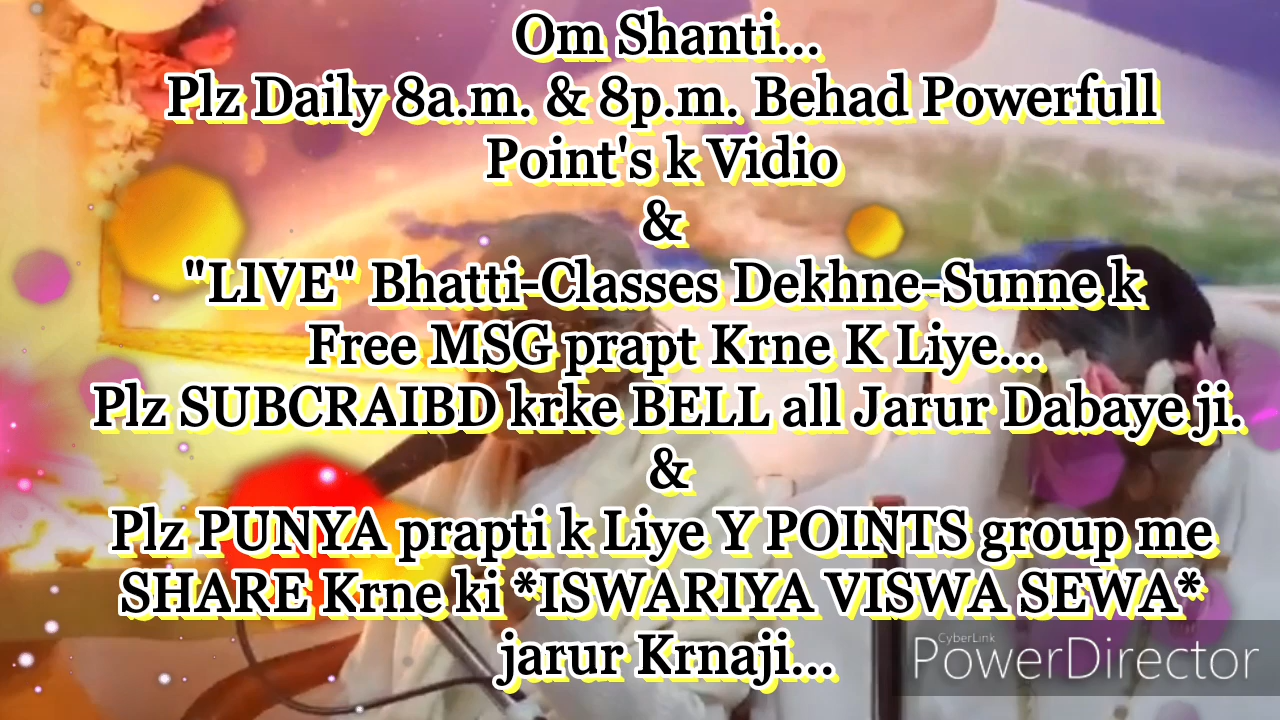 Om Shanti...
Plz Daily 8a.m. & 8p.m. Behad Powerfull
Point's k Vidio
&
"LIVE" Bhatti-Classes Dekhne-Sunne k
Free MSG prapt Krne K Liye...
Plz SUBCRAIBD krke BELL all Jarur Dabaye ji.
&
Plz PUNYA prapti k Liye Y POINTS group me
SHARE Krne ki *ISWARIYA VISWA SEWA*
jarur Krnaji...
CyberLink
PowerDirector